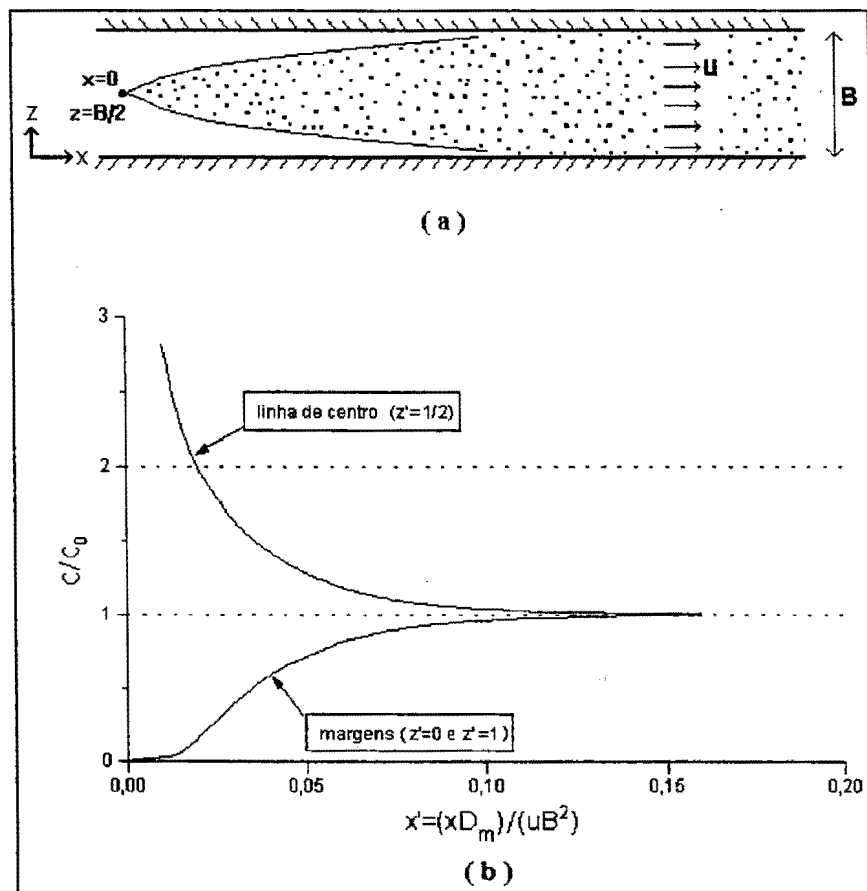 x=0
z=B/2
Z
X
u
B
( a )
3
2
1
0
C/C₀
linha de centro (z'=1/2)
margens (z'=0 e z'=1)
0,00
0,05
0,10
0,15
0,20
x'=(xDₘ)/(uB²)
( b )